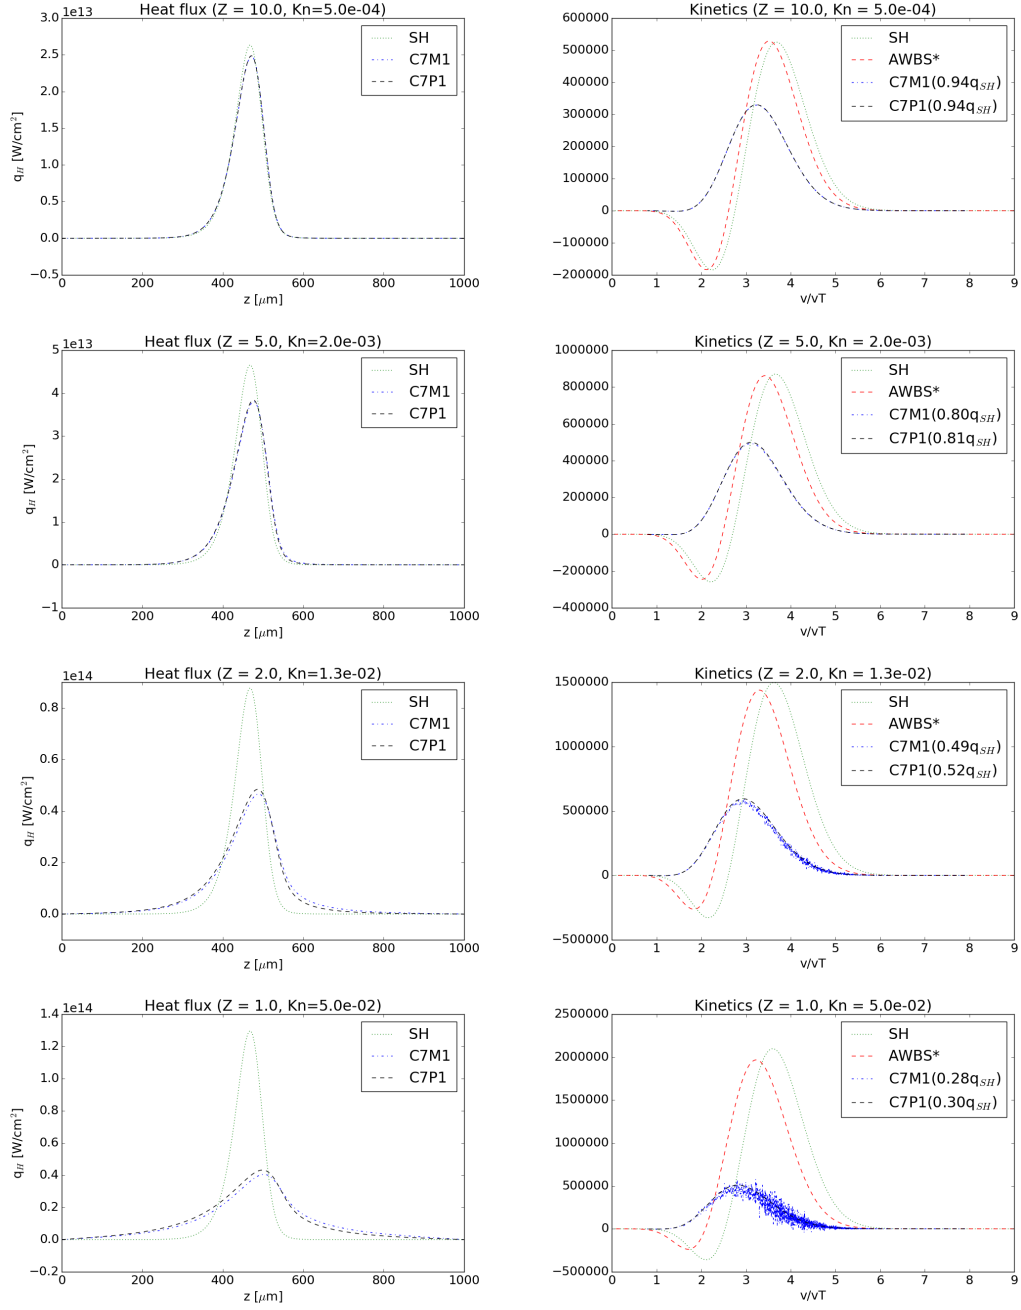 Heat flux (Z = 10.0, Kn=5.0e-04)
1e13
3.0
2.5
2.0
1.5
1.0
0.5
0.0
−0.5
q_H [W/cm²]
0 200 400 600 800 1000
z [μm]
SH
C7M1
C7P1
Kinetics (Z = 10.0, Kn = 5.0e-04)
600000
500000
400000
300000
200000
100000
0
−100000
−200000
0 1 2 3 4 5 6 7 8 9
v/vT
SH
AWBS*
C7M1(0.94q_SH)
C7P1(0.94q_SH)
Heat flux (Z = 5.0, Kn=2.0e-03)
1e13
5
4
3
2
1
0
−1
q_H [W/cm²]
0 200 400 600 800 1000
z [μm]
SH
C7M1
C7P1
Kinetics (Z = 5.0, Kn = 2.0e-03)
1000000
800000
600000
400000
200000
0
−200000
−400000
0 1 2 3 4 5 6 7 8 9
v/vT
SH
AWBS*
C7M1(0.80q_SH)
C7P1(0.81q_SH)
Heat flux (Z = 2.0, Kn=1.3e-02)
1e14
0.8
0.6
0.4
0.2
0.0
q_H [W/cm²]
0 200 400 600 800 1000
z [μm]
SH
C7M1
C7P1
Kinetics (Z = 2.0, Kn = 1.3e-02)
1500000
1000000
500000
0
−500000
0 1 2 3 4 5 6 7 8 9
v/vT
SH
AWBS*
C7M1(0.49q_SH)
C7P1(0.52q_SH)
Heat flux (Z = 1.0, Kn=5.0e-02)
1e14
1.4
1.2
1.0
0.8
0.6
0.4
0.2
0.0
−0.2
q_H [W/cm²]
0 200 400 600 800 1000
z [μm]
SH
C7M1
C7P1
Kinetics (Z = 1.0, Kn = 5.0e-02)
2500000
2000000
1500000
1000000
500000
0
−500000
0 1 2 3 4 5 6 7 8 9
v/vT
SH
AWBS*
C7M1(0.28q_SH)
C7P1(0.30q_SH)